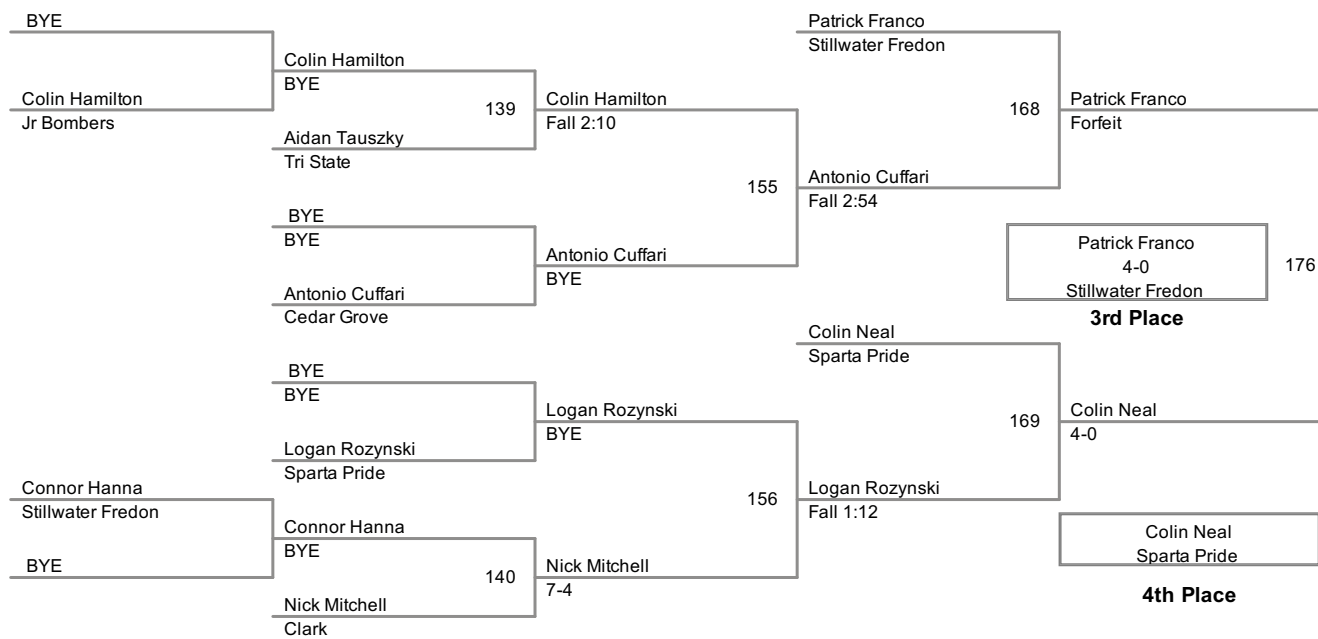 BYE
Colin Hamilton
Jr Bombers
Colin Hamilton
BYE
139
Aidan Tauszky
Tri State
Colin Hamilton
Fall 2:10
BYE
BYE
Antonio Cuffari
Cedar Grove
Antonio Cuffari
BYE
155
Antonio Cuffari
Fall 2:54
Patrick Franco
Stillwater Fredon
168
Patrick Franco
Forfeit
Patrick Franco
4-0
Stillwater Fredon
176
3rd Place
BYE
BYE
Logan Rozynski
Sparta Pride
Logan Rozynski
BYE
Connor Hanna
Stillwater Fredon
BYE
Connor Hanna
BYE
140
Nick Mitchell
Clark
Nick Mitchell
7-4
156
Logan Rozynski
Fall 1:12
Colin Neal
Sparta Pride
169
Colin Neal
4-0
Colin Neal
Sparta Pride
4th Place